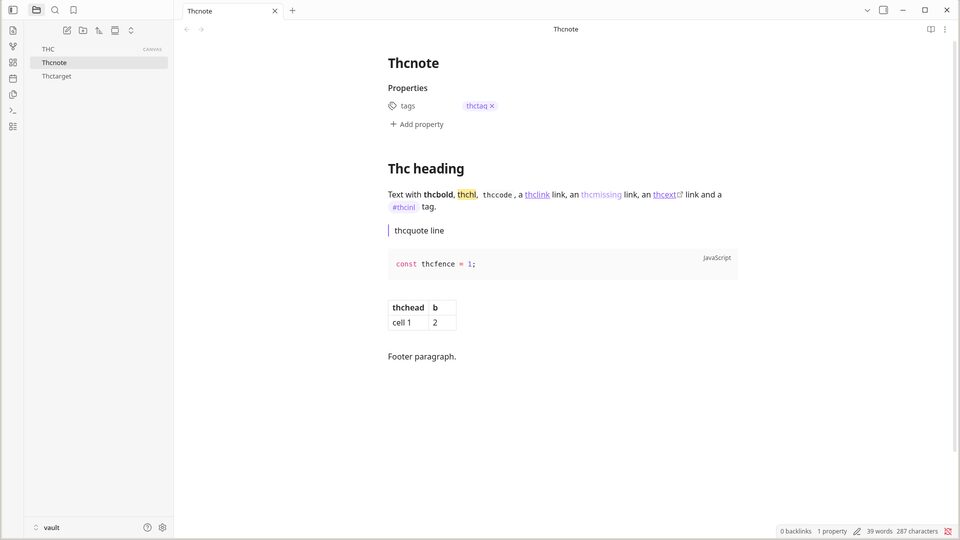 Thcnote
Thcnote
THC CANVAS
Thcnote
Thctarget
Thcnote
Properties
tags thctag
Add property
Thc heading
Text with thcbold, thchl, thccode, a thclink link, an thcmissing link, an thcext link and a
#thcinl tag.
thcquote line
JavaScript
const thcfence = 1;
thchead b
cell 1 2
Footer paragraph.
vault
0 backlinks 1 property 39 words 287 characters